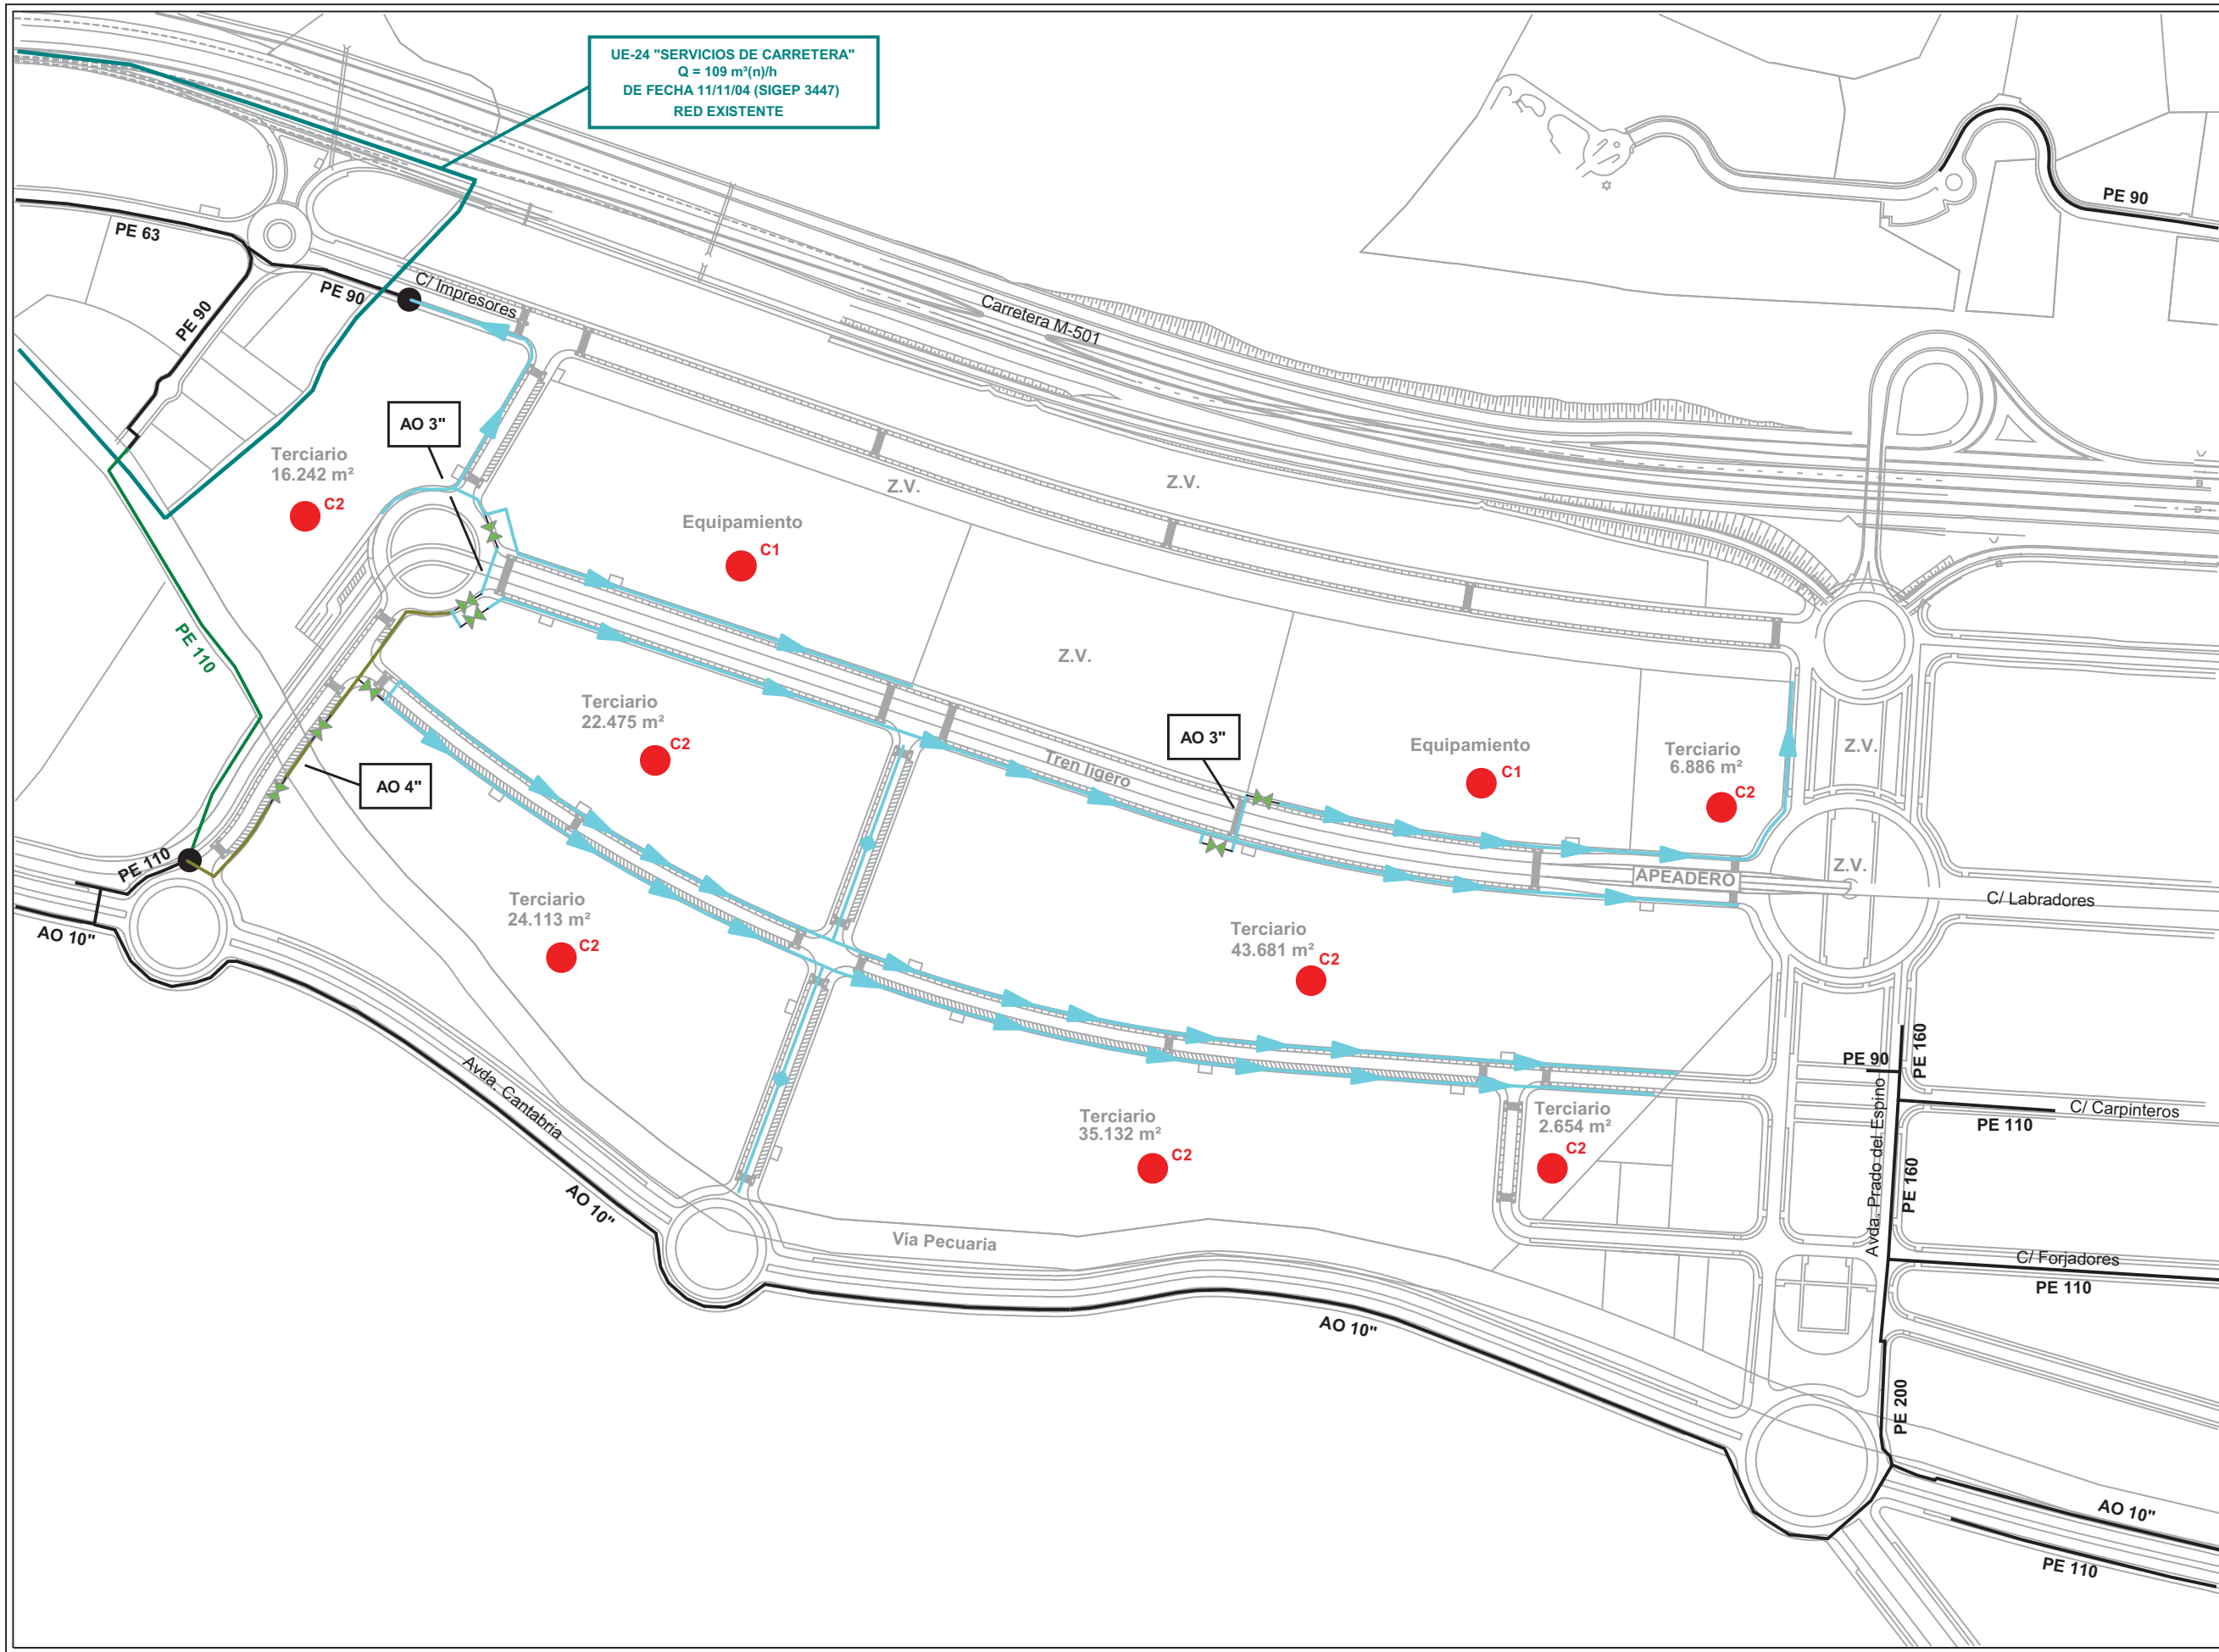 UE-24 "SERVICIOS DE CARRETERA"
Q = 109 m³(n)/h
DE FECHA 11/11/04 (SIGEP 3447)
RED EXISTENTE
PE 90
PE 63
PE 90
PE 90
C/ Impresores
Carretera M-501
AO 3"
Terciario
16.242 m²
C2
Z.V.
Z.V.
Equipamiento
C1
PE 110
Z.V.
Terciario
22.475 m²
C2
AO 3"
Tren ligero
Equipamiento
C1
Terciario
6.886 m²
C2
Z.V.
AO 4"
PE 110
Z.V.
APEADERO
C/ Labradores
AO 10"
Terciario
24.113 m²
C2
Terciario
43.681 m²
C2
Avda. Cantabria
PE 90
PE 160
C/ Carpinteros
PE 110
Terciario
35.132 m²
C2
Terciario
2.654 m²
C2
Avda. Prado del Espino
PE 160
AO 10"
Vía Pecuaria
C/ Forjadores
PE 110
AO 10"
PE 200
AO 10"
PE 110